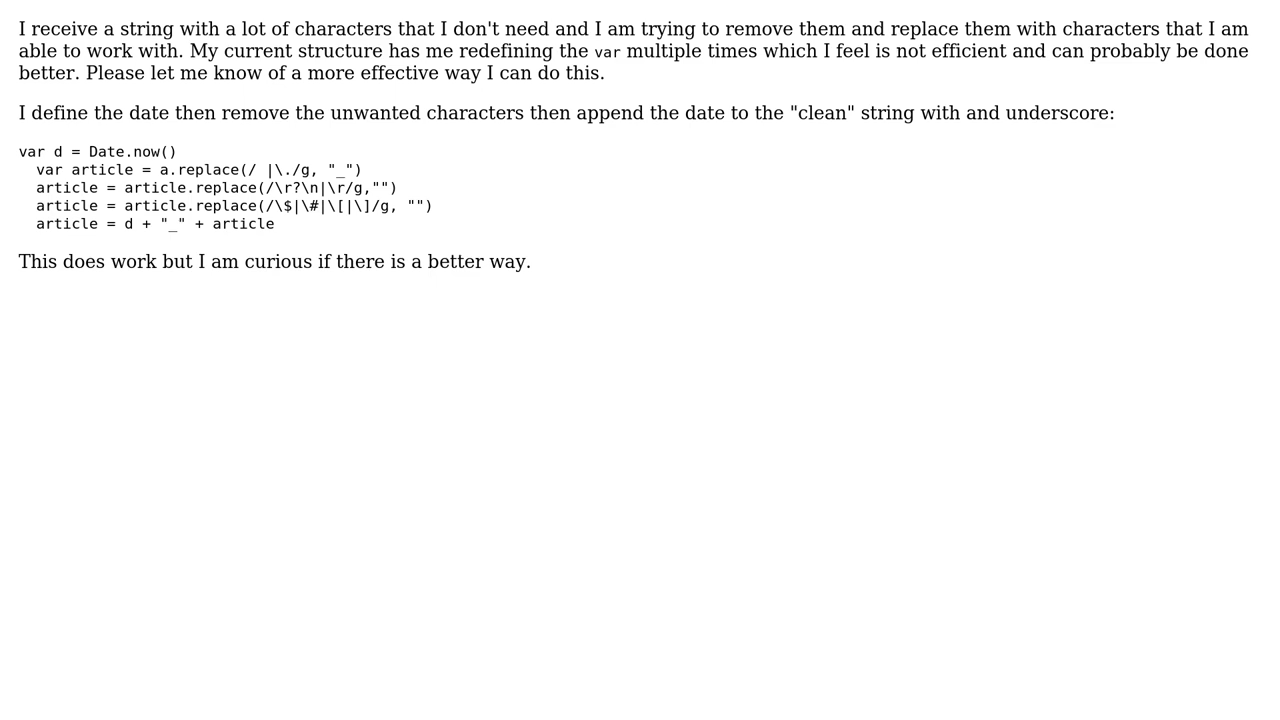 I receive a string with a lot of characters that I don't need and I am trying to remove them and replace them with characters that I am
able to work with. My current structure has me redefining the var multiple times which I feel is not efficient and can probably be done
better. Please let me know of a more effective way I can do this.
I define the date then remove the unwanted characters then append the date to the "clean" string with and underscore:
var d = Date.now()
  var article = a.replace(/ |\./g, "_")
  article = article.replace(/\r?\n|\r/g,"")
  article = article.replace(/\$|\#|\[|\]/g, "")
  article = d + "_" + article
This does work but I am curious if there is a better way.